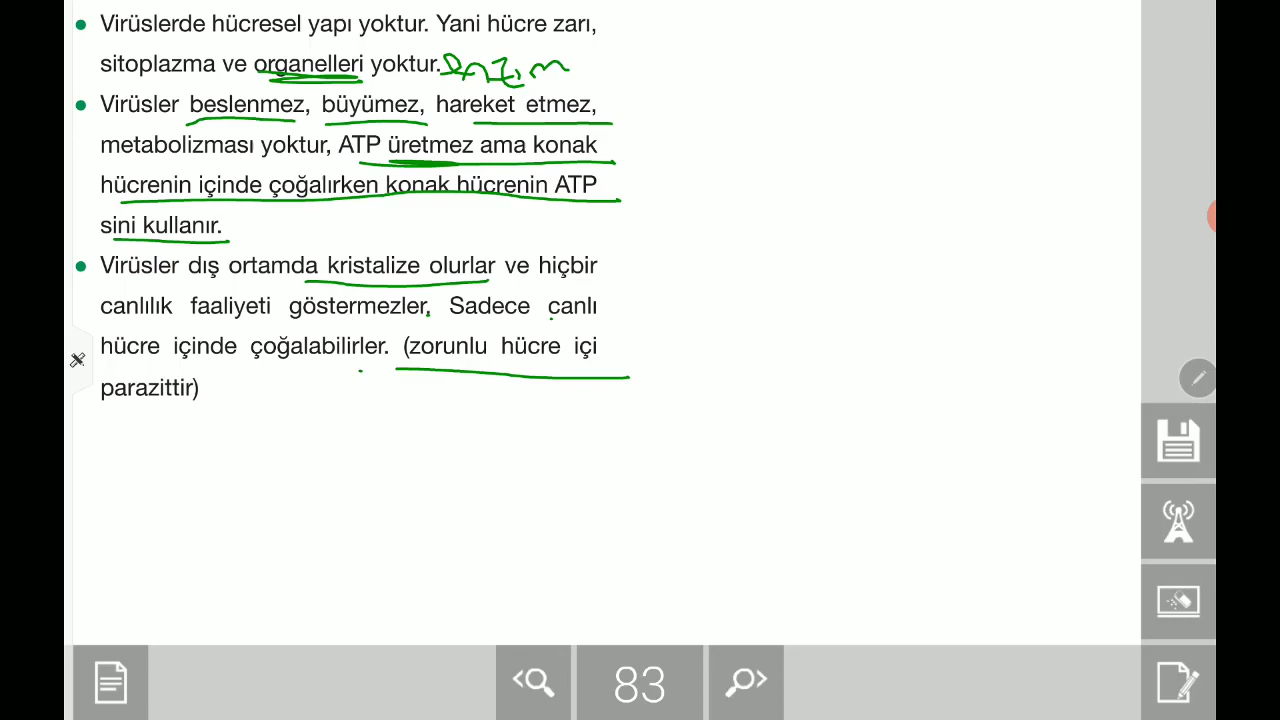 Virüslerde hücresel yapı yoktur. Yani hücre zarı,
sitoplazma ve organelleri yoktur. enzim
Virüsler beslenmez, büyümez, hareket etmez,
metabolizması yoktur, ATP üretmez ama konak
hücrenin içinde çoğalırken konak hücrenin ATP
sini kullanır.
Virüsler dış ortamda kristalize olurlar ve hiçbir
canlılık faaliyeti göstermezler. Sadece canlı
hücre içinde çoğalabilirler. (zorunlu hücre içi
parazittir)
83